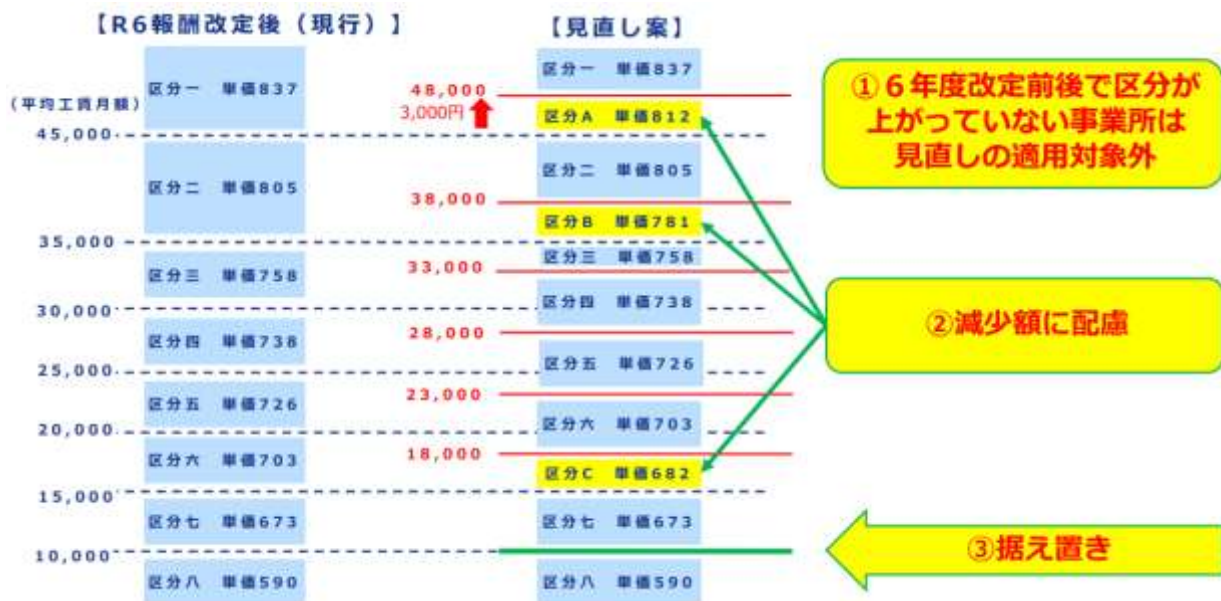 【R6報酬改定後(現行)】
【見直し案】
(平均工賃月額)
区分一 単価837
45,000
区分二 単価805
35,000
区分三 単価758
30,000
区分四 単価738
25,000
区分五 単価726
20,000
区分六 単価703
15,000
区分七 単価673
10,000
区分八 単価590
区分一 単価837
48,000
3,000円
区分A 単価812
区分二 単価805
38,000
区分B 単価781
区分三 単価758
33,000
区分四 単価738
28,000
区分五 単価726
23,000
区分六 単価703
18,000
区分C 単価682
区分七 単価673
区分八 単価590
①6年度改定前後で区分が
上がっていない事業所は
見直しの適用対象外
②減少額に配慮
③据え置き